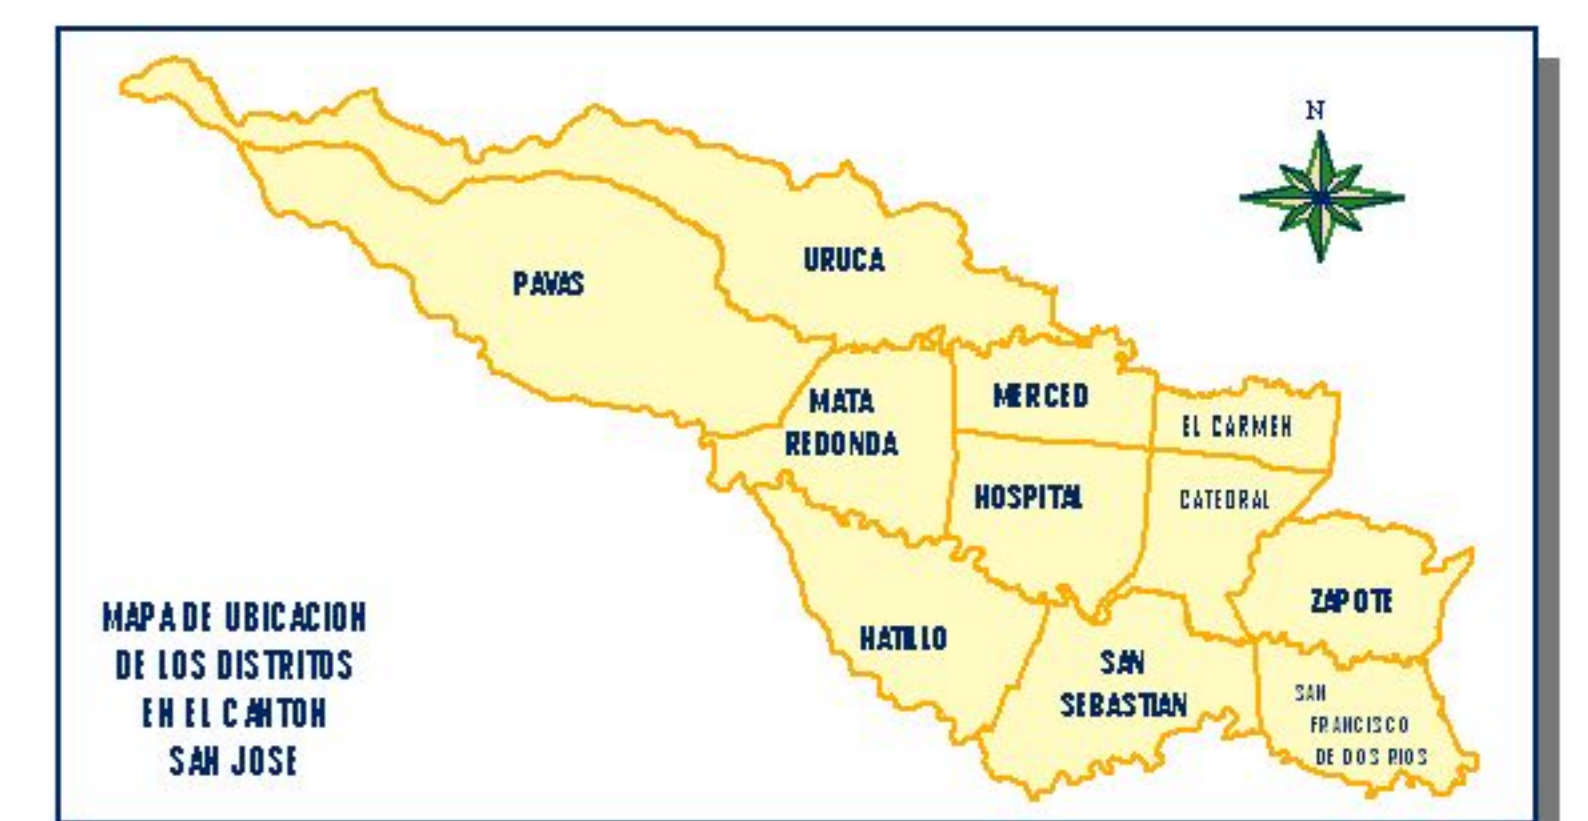 N
URUCA
PAVAS
MATA
REDONDA
MERCED
EL CARMEN
HOSPITAL
CATEDRAL
HATILLO
SAN
SEBASTIAN
ZAPOTE
SAN
FRANCISCO
DE DOS RIOS
MAPA DE UBICACION
DE LOS DISTRITOS
EN EL CANTON
SAN JOSE